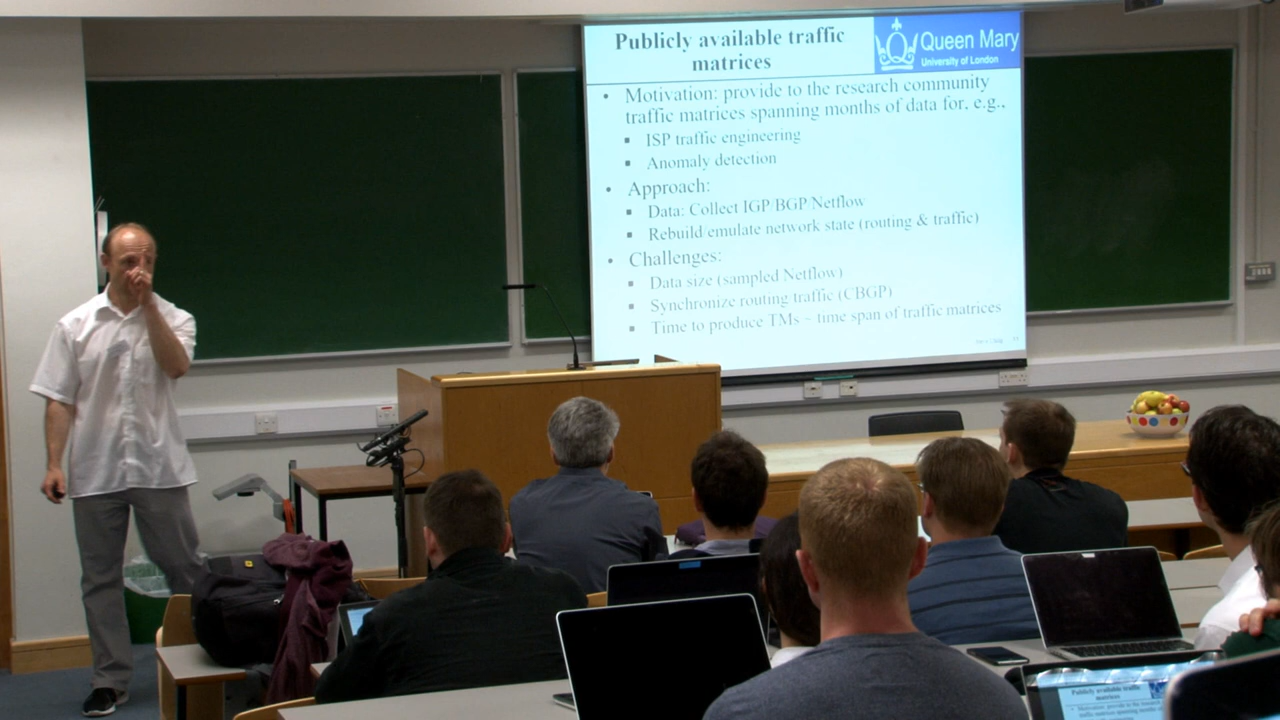 Publicly available traffic
matrices
Queen Mary
University of London
• Motivation: provide to the research community
traffic matrices spanning months of data for, e.g.,
▪ ISP traffic engineering
▪ Anomaly detection
• Approach:
▪ Data: Collect IGP/BGP/Netflow
▪ Rebuild/emulate network state (routing & traffic)
• Challenges:
▪ Data size (sampled Netflow)
▪ Synchronize routing/traffic (CBGP)
▪ Time to produce TMs ~ time span of traffic matrices
Publicly available traffic
matrices